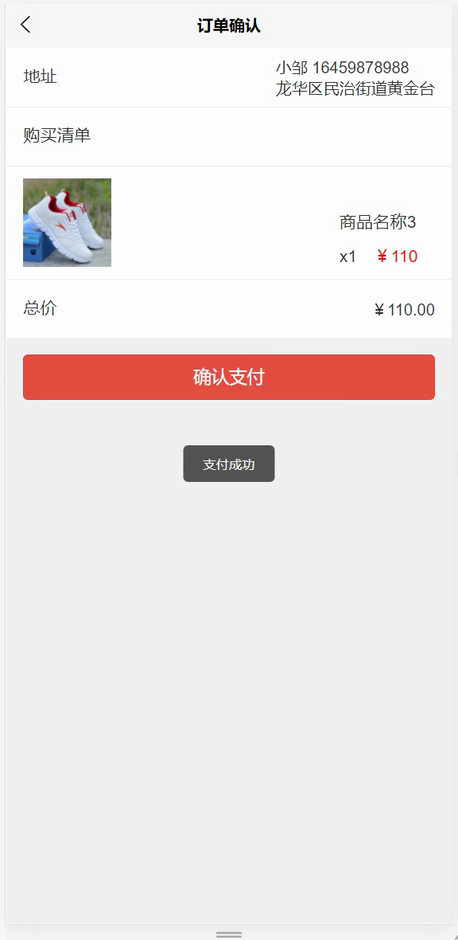 订单确认
地址
小邹 16459878988
龙华区民治街道黄金台
购买清单
商品名称3
x1 ￥110
总价
￥110.00
确认支付
支付成功